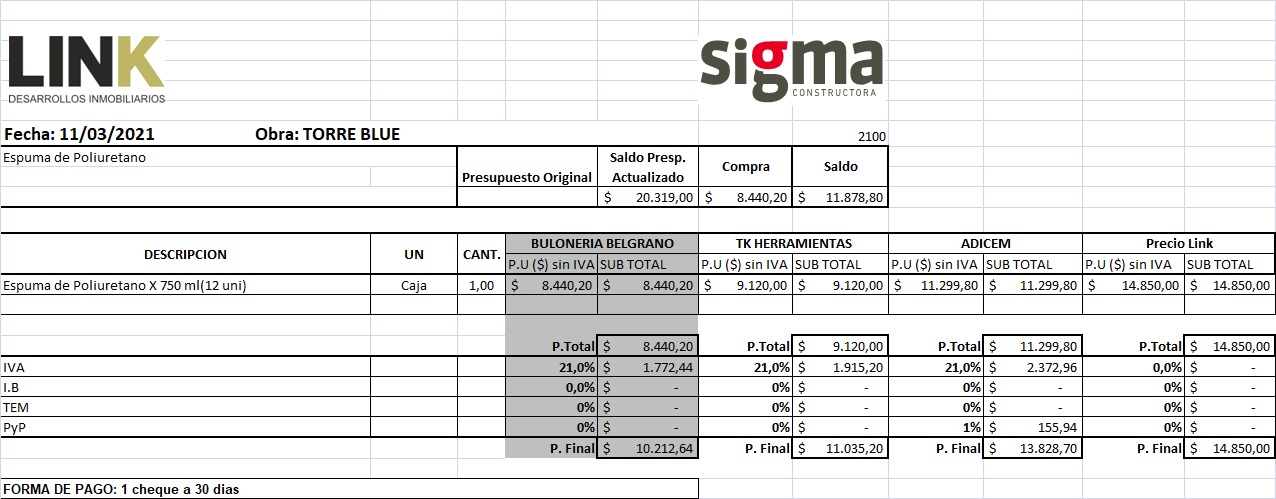 LINK
DESARROLLOS INMOBILIARIOS
sigma
CONSTRUCTORA
Fecha: 11/03/2021 Obra: TORRE BLUE 2100
Espuma de Poliuretano
Presupuesto Original Saldo Presp. Actualizado Compra Saldo
$ 20.319,00 $ 8.440,20 $ 11.878,80
DESCRIPCION UN CANT. BULONERIA BELGRANO TK HERRAMIENTAS ADICEM Precio Link
P.U ($) sin IVA SUB TOTAL P.U ($) sin IVA SUB TOTAL P.U ($) sin IVA SUB TOTAL P.U ($) sin IVA SUB TOTAL
Espuma de Poliuretano X 750 ml(12 uni) Caja 1,00 $ 8.440,20 $ 8.440,20 $ 9.120,00 $ 9.120,00 $ 11.299,80 $ 11.299,80 $ 14.850,00 $ 14.850,00
P.Total $ 8.440,20 P.Total $ 9.120,00 P.Total $ 11.299,80 P.Total $ 14.850,00
IVA 21,0% $ 1.772,44 21,0% $ 1.915,20 21,0% $ 2.372,96 0,0% $ -
I.B 0,0% $ - 0% $ - 0% $ - 0% $ -
TEM 0% $ - 0% $ - 0% $ - 0% $ -
PyP 0% $ - 0% $ - 1% $ 155,94 0% $ -
P. Final $ 10.212,64 P. Final $ 11.035,20 P. Final $ 13.828,70 P. Final $ 14.850,00
FORMA DE PAGO: 1 cheque a 30 dias